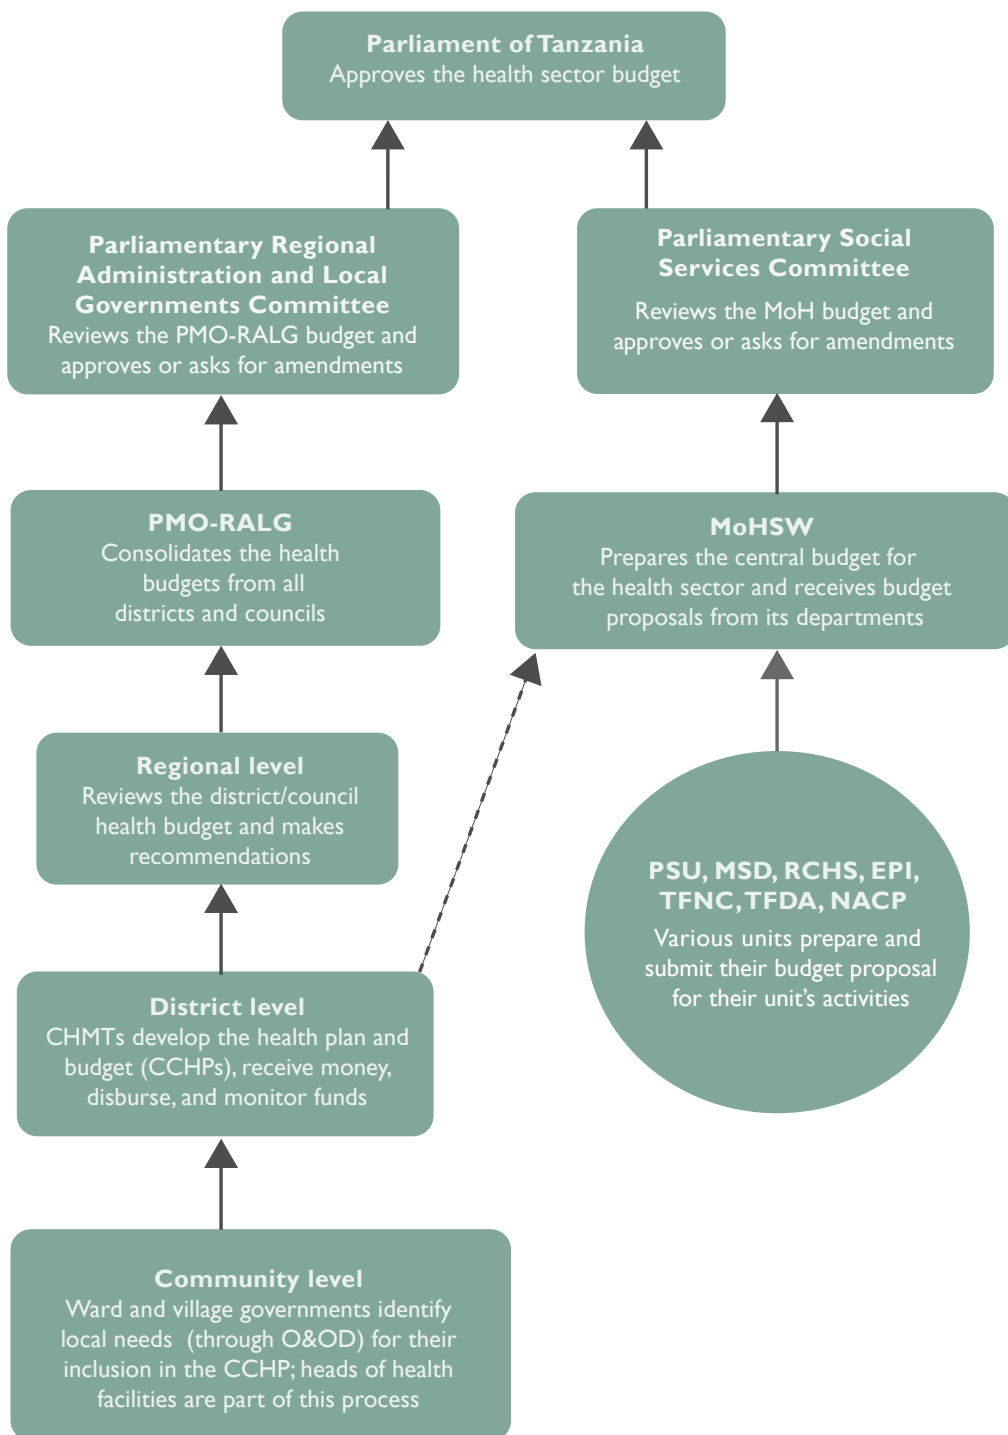 Parliament of Tanzania
Approves the health sector budget
Parliamentary Regional
Administration and Local
Governments Committee
Reviews the PMO-RALG budget and
approves or asks for amendments
Parliamentary Social
Services Committee
Reviews the MoH budget and
approves or asks for amendments
PMO-RALG
Consolidates the health
budgets from all
districts and councils
MoHSW
Prepares the central budget for
the health sector and receives budget
proposals from its departments
Regional level
Reviews the district/council
health budget and makes
recommendations
PSU, MSD, RCHS, EPI,
TFNC, TFDA, NACP
Various units prepare and
submit their budget proposal
for their unit's activities
District level
CHMTs develop the health plan and
budget (CCHPs), receive money,
disburse, and monitor funds
Community level
Ward and village governments identify
local needs (through O&OD) for their
inclusion in the CCHP; heads of health
facilities are part of this process